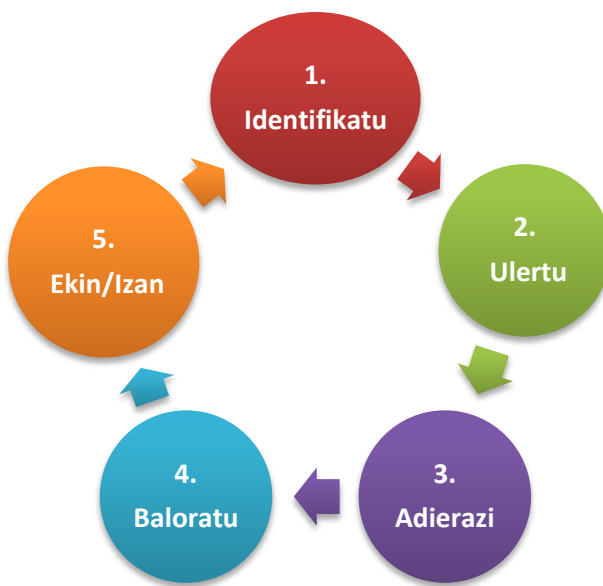 1.
Identifikatu
2.
Ulertu
3.
Adierazi
4.
Baloratu
5.
Ekin/Izan